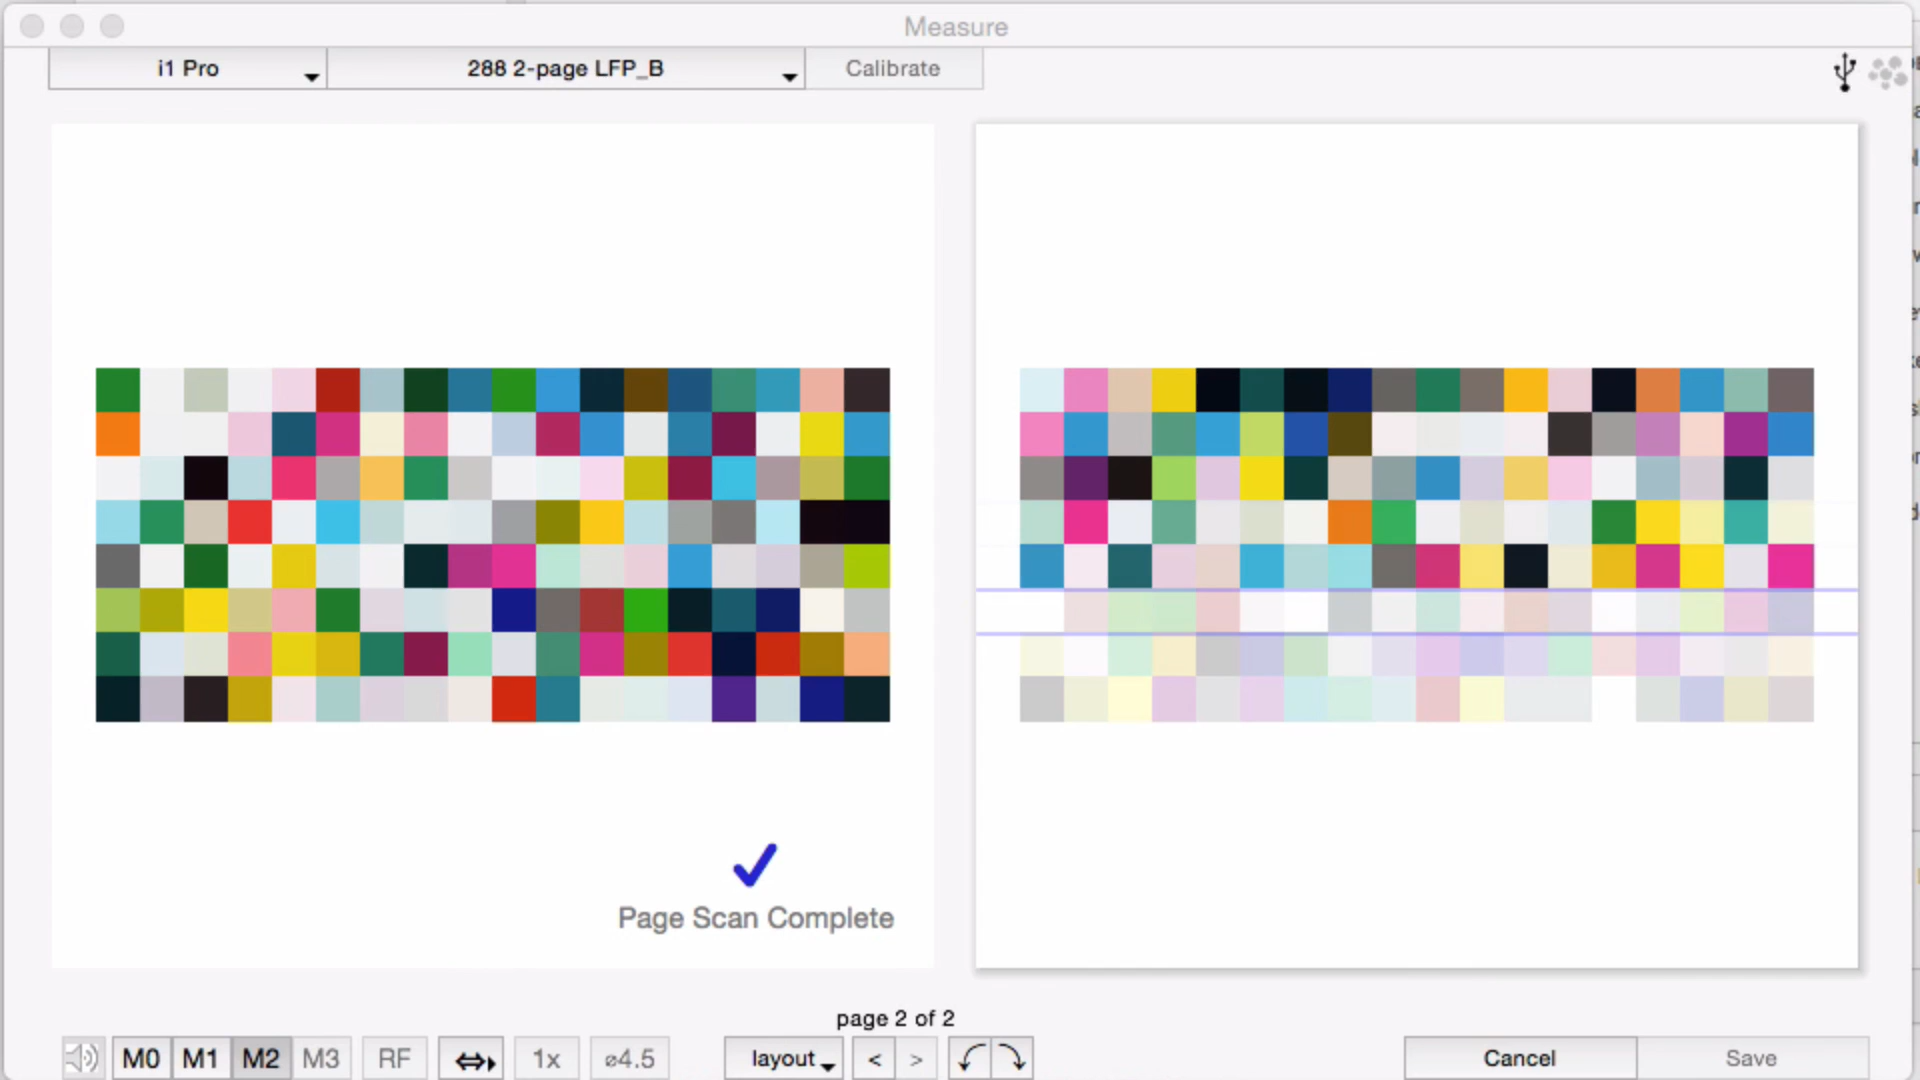 Measure
i1 Pro
288 2-page LFP_B
Calibrate
Page Scan Complete
page 2 of 2
M0 M1 M2 M3 RF 1x ⌀4.5 layout < > Cancel Save